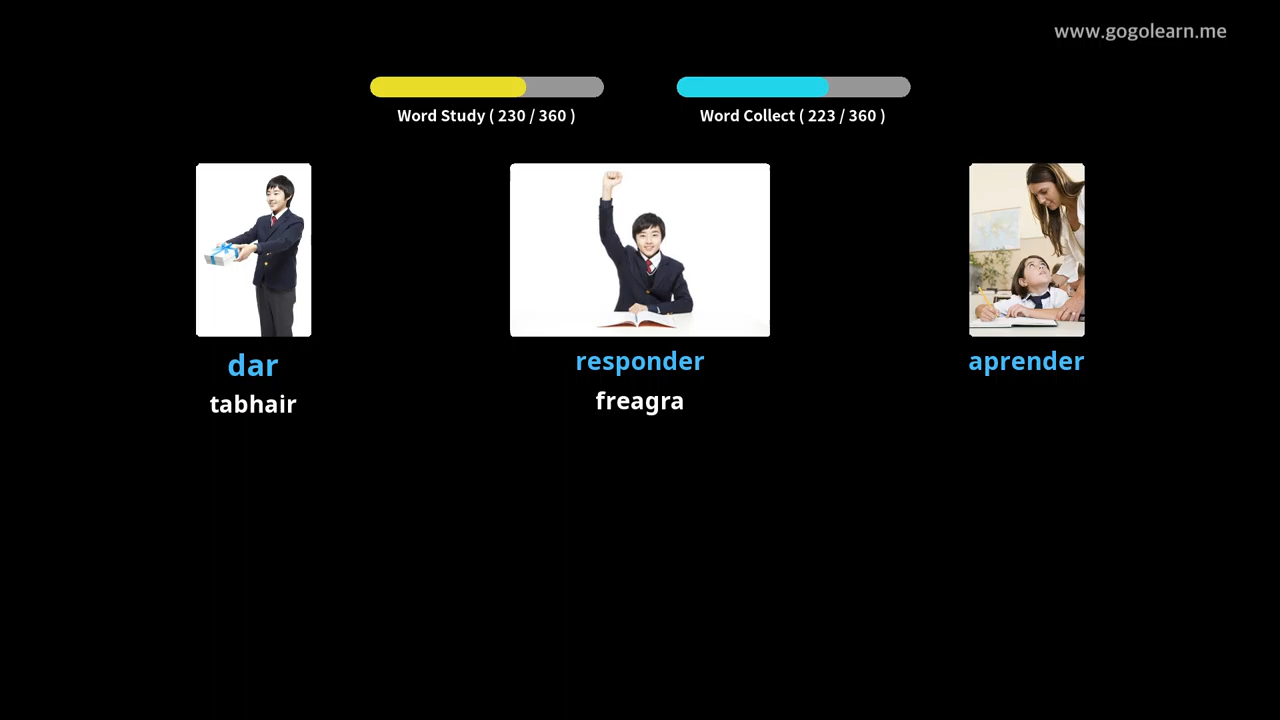 www.gogolearn.me
Word Study ( 230 / 360 )
Word Collect ( 223 / 360 )
dar
responder
aprender
tabhair
freagra